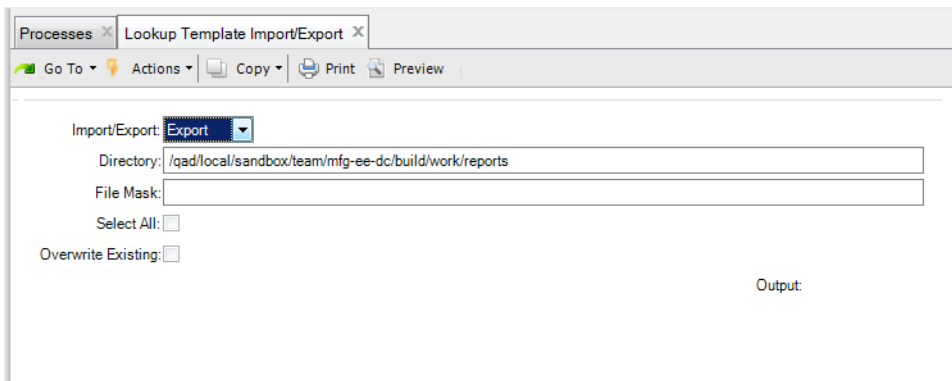 Processes Lookup Template Import/Export
Go To Actions Copy Print Preview
Import/Export: Export
Directory: /qad/local/sandbox/team/mfg-ee-dc/build/work/reports
File Mask:
Select All:
Overwrite Existing:
Output: